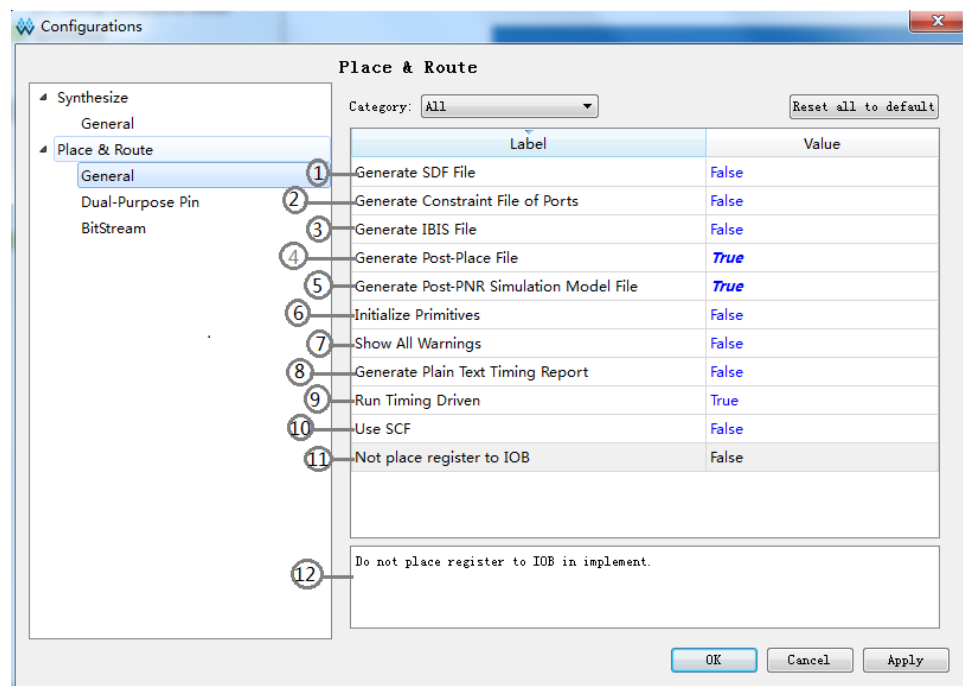 Configurations
x
Place & Route
Synthesize
General
Place & Route
General
Dual-Purpose Pin
BitStream
Category: All
Reset all to default
Label Value
① Generate SDF File False
② Generate Constraint File of Ports False
③ Generate IBIS File False
④ Generate Post-Place File True
⑤ Generate Post-PNR Simulation Model File True
⑥ Initialize Primitives False
⑦ Show All Warnings False
⑧ Generate Plain Text Timing Report False
⑨ Run Timing Driven True
⑩ Use SCF False
⑪ Not place register to IOB False
⑫ Do not place register to IOB in implement.
OK Cancel Apply